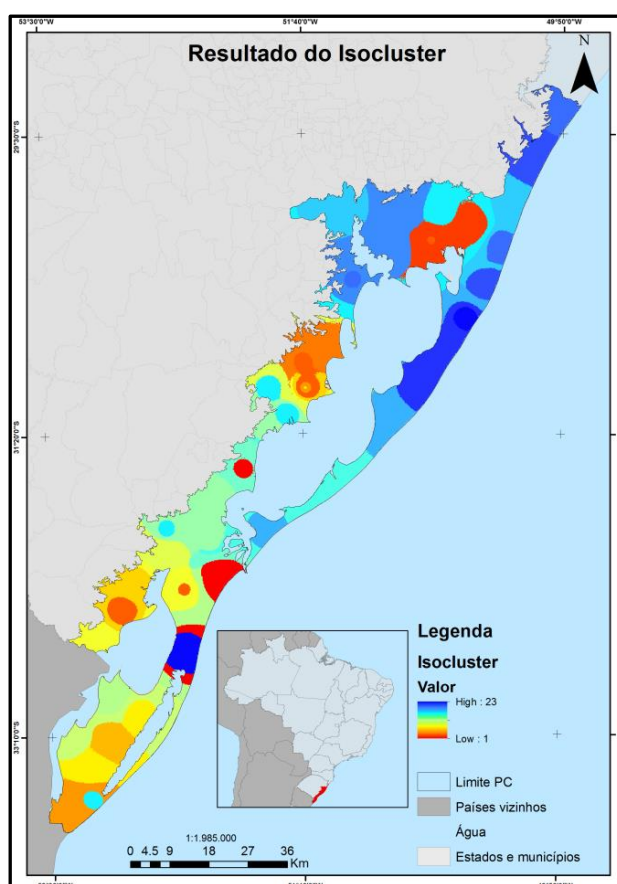 53°30'0"W 51°40'0"W 49°50'0"W
Resultado do Isocluster
N
29°30'0"S
31°20'0"S
33°10'0"S
Legenda
Isocluster
Valor
High : 23
Low : 1
Limite PC
Países vizinhos
Água
Estados e municípios
1:1.985.000
0 4.5 9 18 27 36
Km